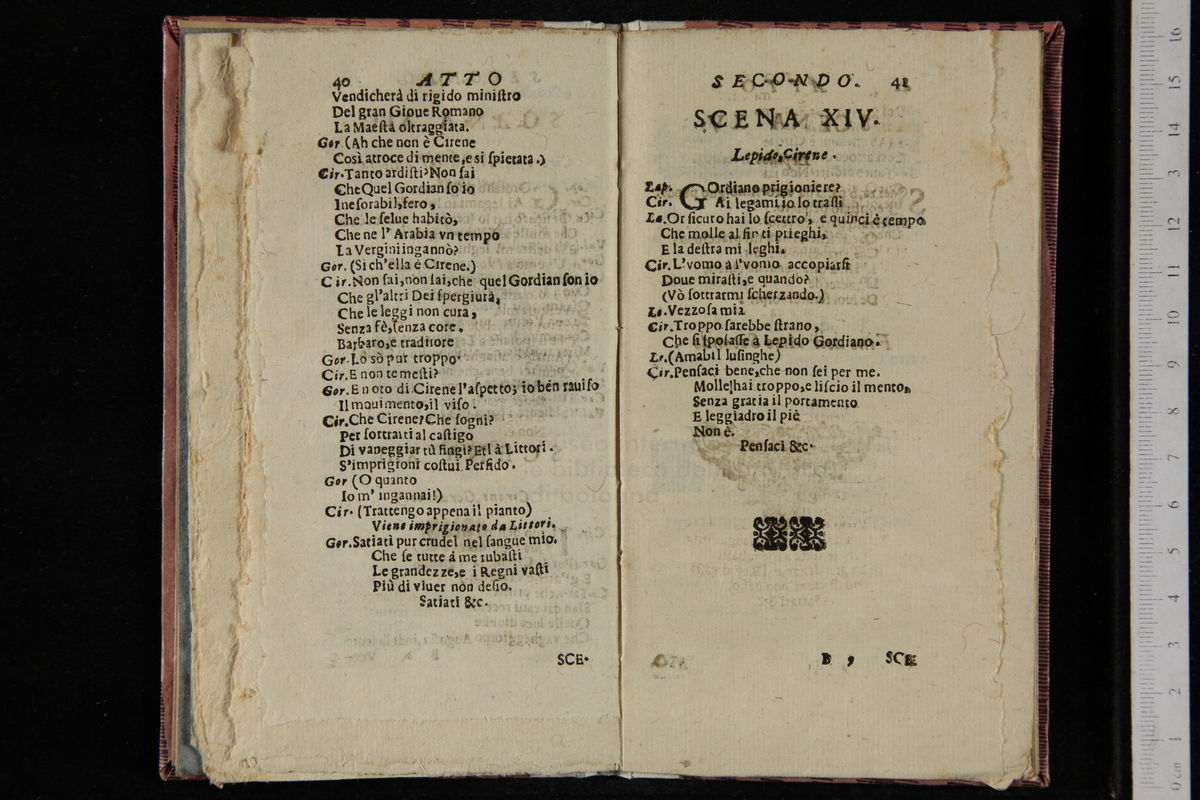 40 ATTO
Vendicherà di rigido miniſtro
Del gran Gioue Romano
La Maeſtà oltraggiata.
Gor (Ah che non è Cirene
Così atroce di mente, e sì ſpietata.)
Cir. Tanto ardiſti? Non ſai
Che Quel Gordian ſo io
Ineſorabil, fero,
Che le ſelue habitò,
Che ne l'Arabia vn tempo
La Vergini ingannò?
Gor. (Si ch'ella è Cirene.)
Cir. Non ſai, non ſai, che quel Gordian ſon io
Che gl'altri Dei ſpergiura,
Che le leggi non cura,
Senza fè, ſenza core.
Barbaro, e traditore
Gor. Lo sò pur troppo
Cir. E non temeſti?
Gor. E noto di Cirene l'aſpetto; io ben rauiſo
Il mouimento, il viſo.
Cir. Che Cirene? Che ſogni?
Per ſottrarti al caſtigo
Di vaneggiar tù fingi? Etl à Littori.
S'imprigioni coſtui. Perfido.
Gor (O quanto
Io m'ingannai!)
Cir. (Trattengo appena il pianto)
Viene imprigionato da Littori.
Gor. Satiati pur crudel nel ſangue mio.
Che ſe tutte à me rubaſti
Le grandezze, e i Regni vaſti
Più di viuer nòn deſio.
Satiati &c.
SCE-
SECONDO. 41
SCENA XIV.
Lepido, Cirene.
Lep. GOrdiano prigioniere?
Cir. Ai legami io lo traſſi
Le. Or ſicuro hai lo ſcettro, e quinci è tempo
Che molle al fin ti prieghi,
E la deſtra mi leghi.
Cir. L'vomo à l'vomo accopiarſi
Doue miraſti, e quando?
(Vò ſottrarmi ſcherzando.)
Le. Vezzoſa mia
Cir. Troppo ſarebbe ſtrano,
Che ſi ſpoſaſſe à Lepido Gordiano.
Le. (Amabil luſinghe)
Cir. Penſaci bene, che non ſei per me.
Molle hai troppo, e liſcio il mento,
Senza gratia il portamento
E leggiadro il piè
Non è.
Penſaci &c.
B 5 SCE